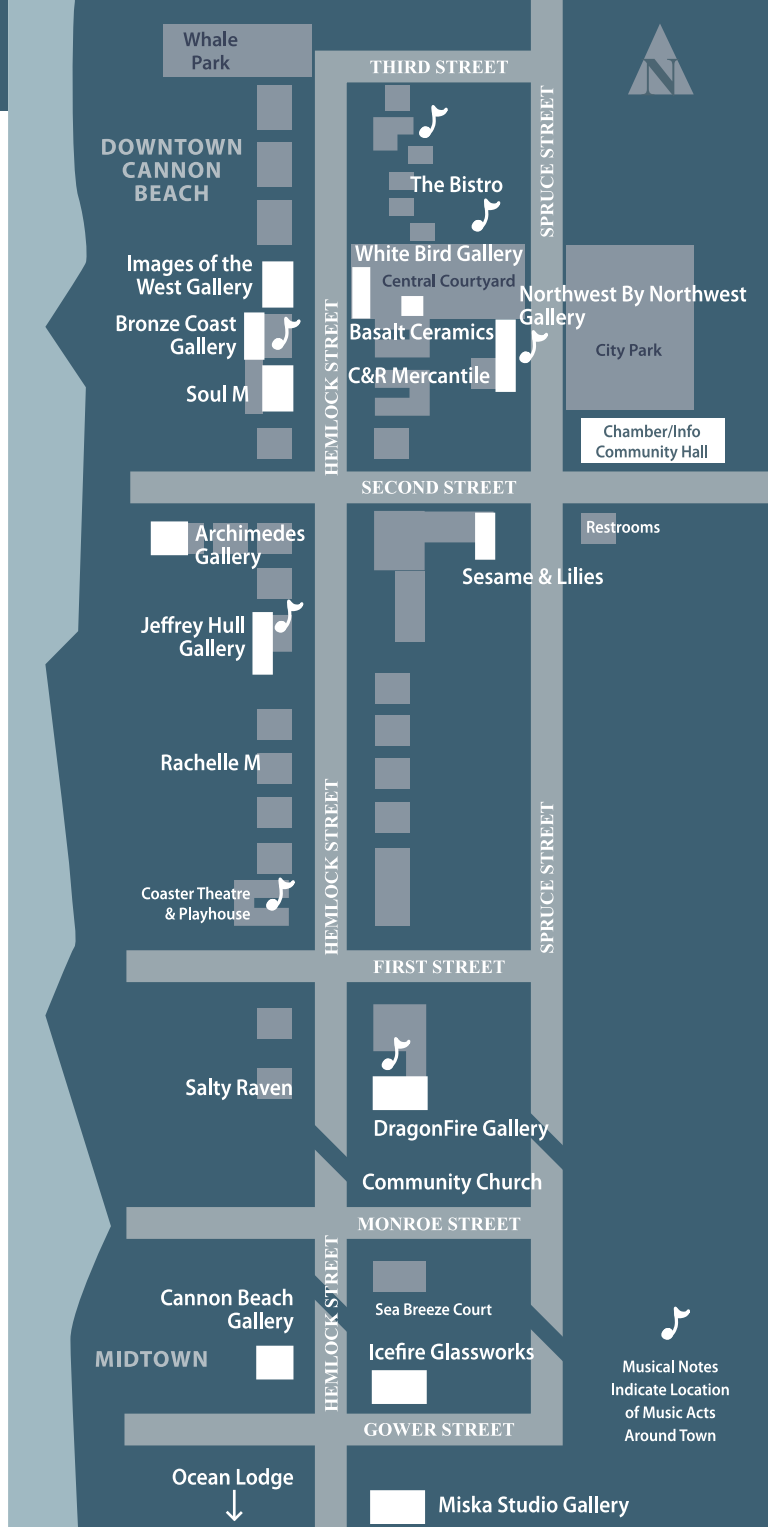 Whale
Park
THIRD STREET
N
DOWNTOWN
CANNON
BEACH
SPRUCE STREET
The Bistro
White Bird Gallery
Central Courtyard
Images of the
West Gallery
Northwest By Northwest
Gallery
Bronze Coast
Gallery
Basalt Ceramics
City Park
HEMLOCK STREET
C&R Mercantile
Soul M
Chamber/Info
Community Hall
SECOND STREET
Archimedes
Gallery
Restrooms
Sesame & Lilies
Jeffrey Hull
Gallery
Rachelle M
HEMLOCK STREET
SPRUCE STREET
Coaster Theatre
& Playhouse
FIRST STREET
Salty Raven
DragonFire Gallery
Community Church
MONROE STREET
HEMLOCK STREET
Cannon Beach
Gallery
Sea Breeze Court
Icefire Glassworks
MIDTOWN
Musical Notes
Indicate Location
of Music Acts
Around Town
GOWER STREET
Ocean Lodge
Miska Studio Gallery